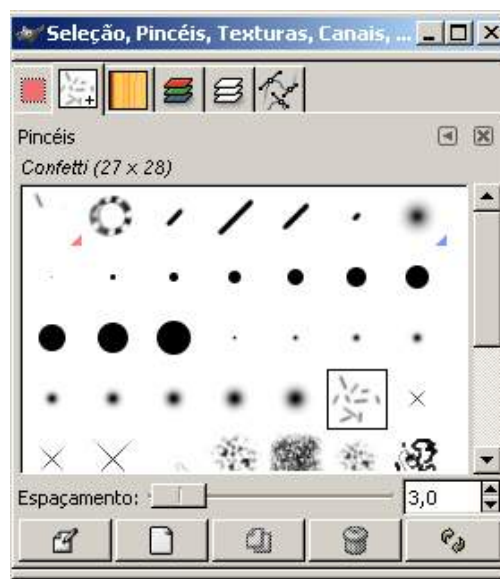 Seleção, Pincéis, Texturas, Canais, ...
Pincéis
Confetti (27 x 28)
Espaçamento:
3,0